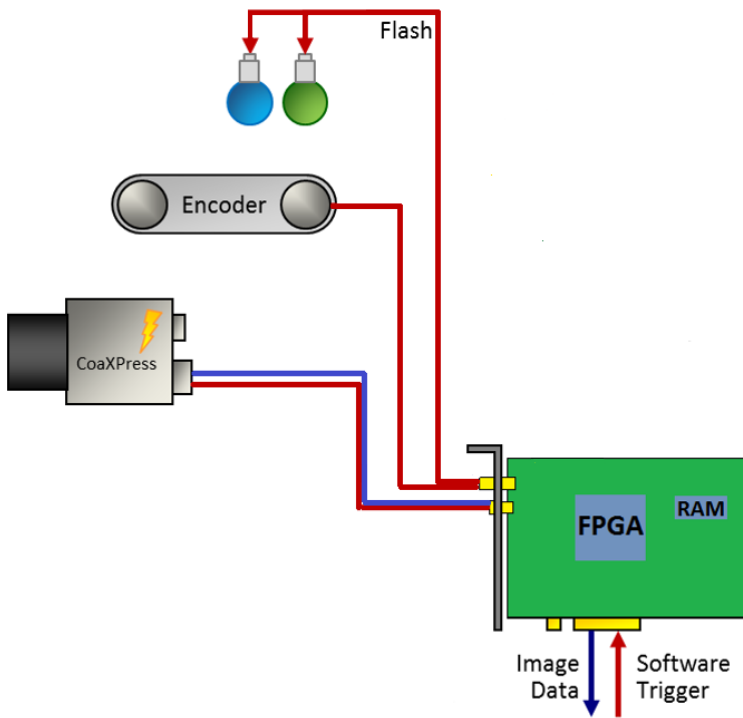 Flash
Encoder
CoaXPress
FPGA
RAM
Image
Data
Software
Trigger